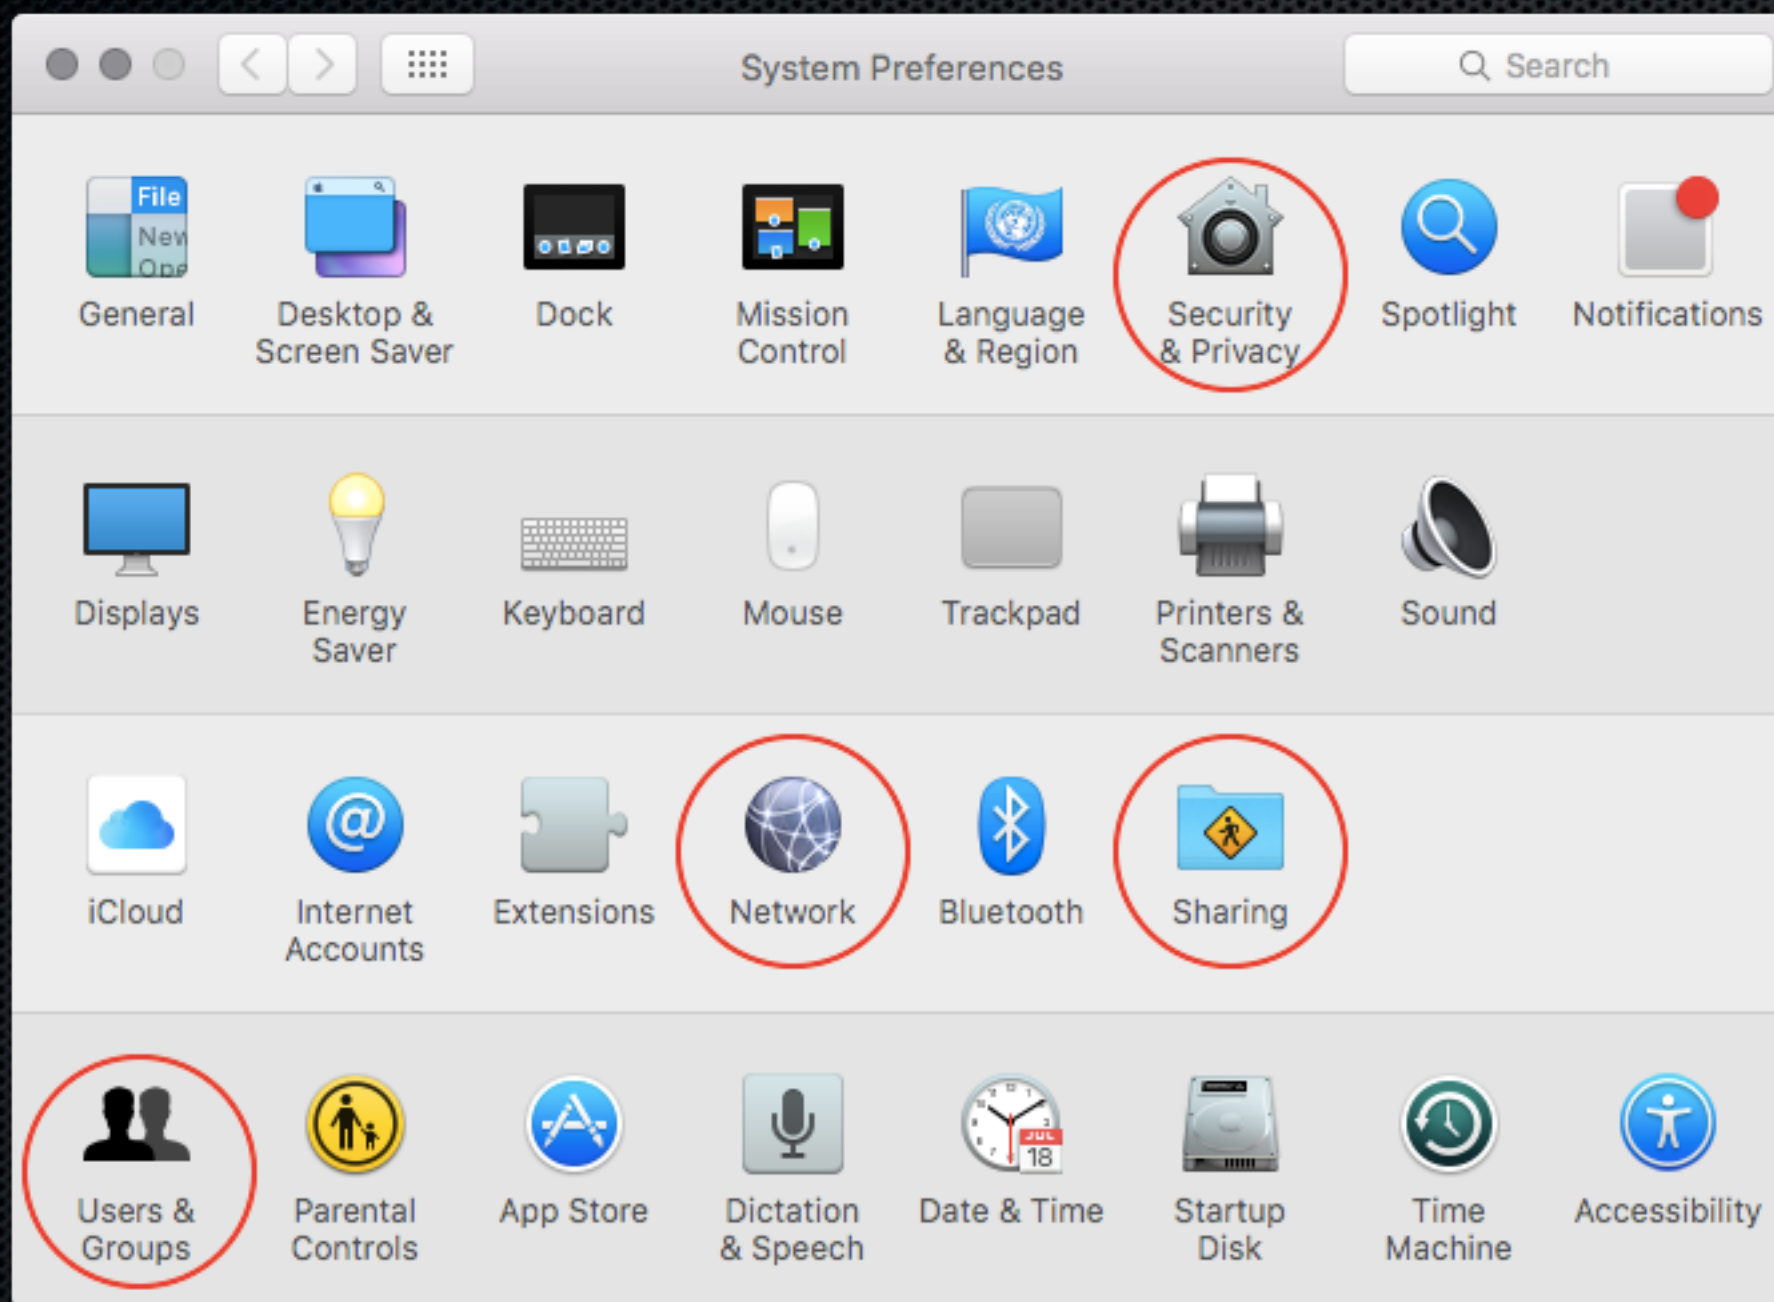 System Preferences
Search
File
New
Ope
General
Desktop &
Screen Saver
Dock
Mission
Control
Language
& Region
Security
& Privacy
Spotlight
Notifications
Displays
Energy
Saver
Keyboard
Mouse
Trackpad
Printers &
Scanners
Sound
iCloud
@
Internet
Accounts
Extensions
Network
Bluetooth
Sharing
JUL
18
Users &
Groups
Parental
Controls
App Store
Dictation
& Speech
Date & Time
Startup
Disk
Time
Machine
Accessibility